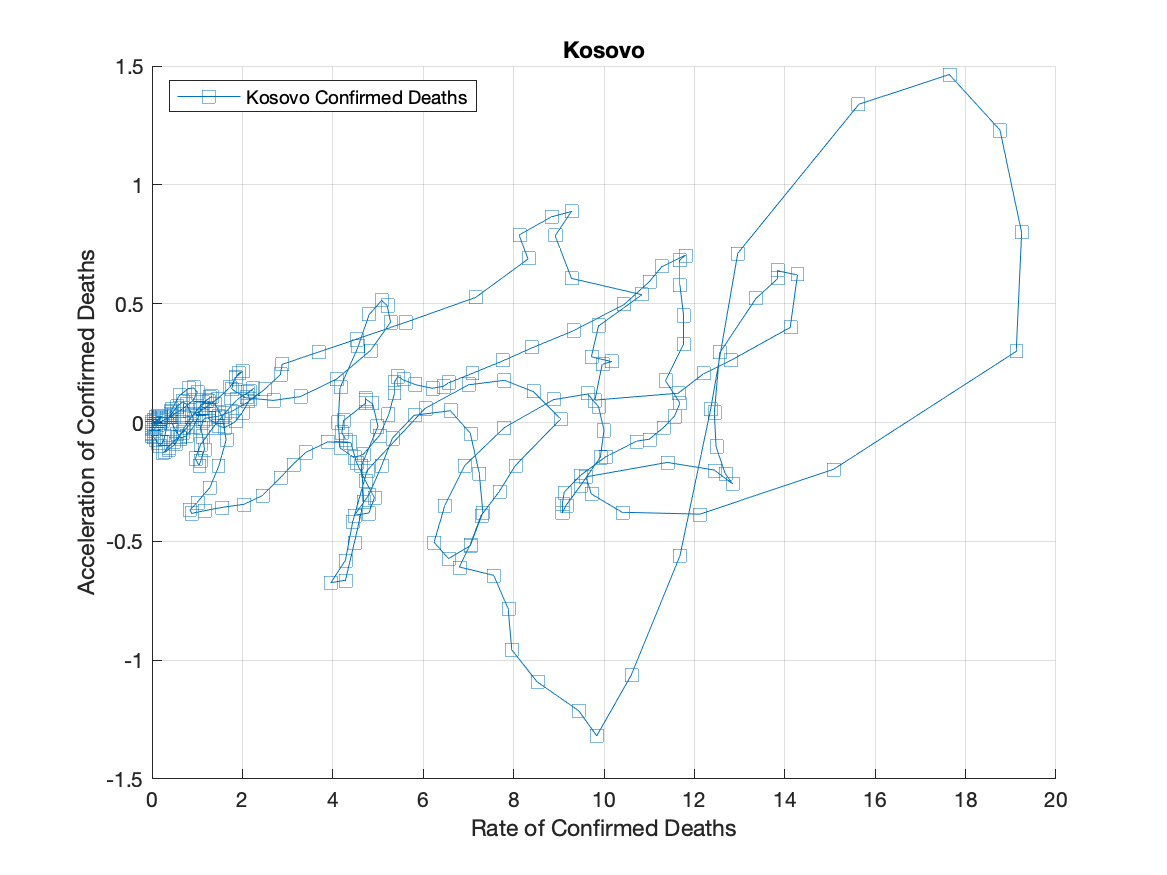 Kosovo
Kosovo Confirmed Deaths
Acceleration of Confirmed Deaths
1.5
1
0.5
0
-0.5
-1
-1.5
0 2 4 6 8 10 12 14 16 18 20
Rate of Confirmed Deaths